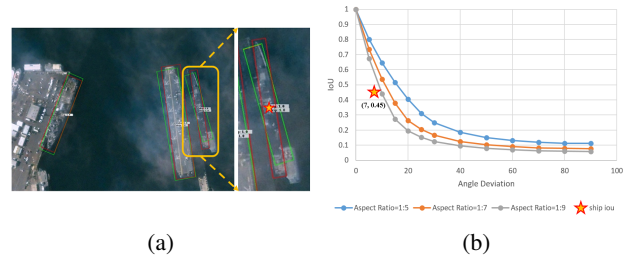 IoU
1
0.9
0.8
0.7
0.6
0.5
0.4
0.3
0.2
0.1
0
(7, 0.45)
0 20 40 60 80 100
Angle Deviation
Aspect Ratio=1:5 Aspect Ratio=1:7 Aspect Ratio=1:9 ship iou
(a) (b)